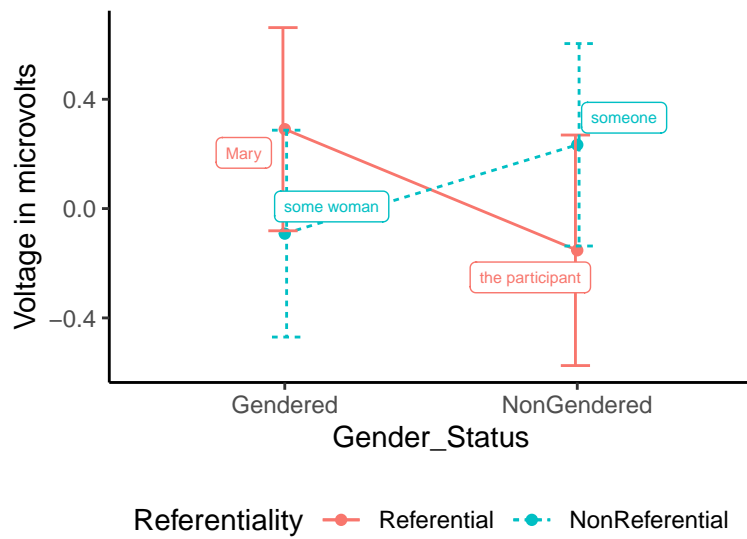 Voltage in microvolts
0.4
0.0
−0.4
Mary
some woman
someone
the participant
Gendered
NonGendered
Gender_Status
Referentiality Referential NonReferential